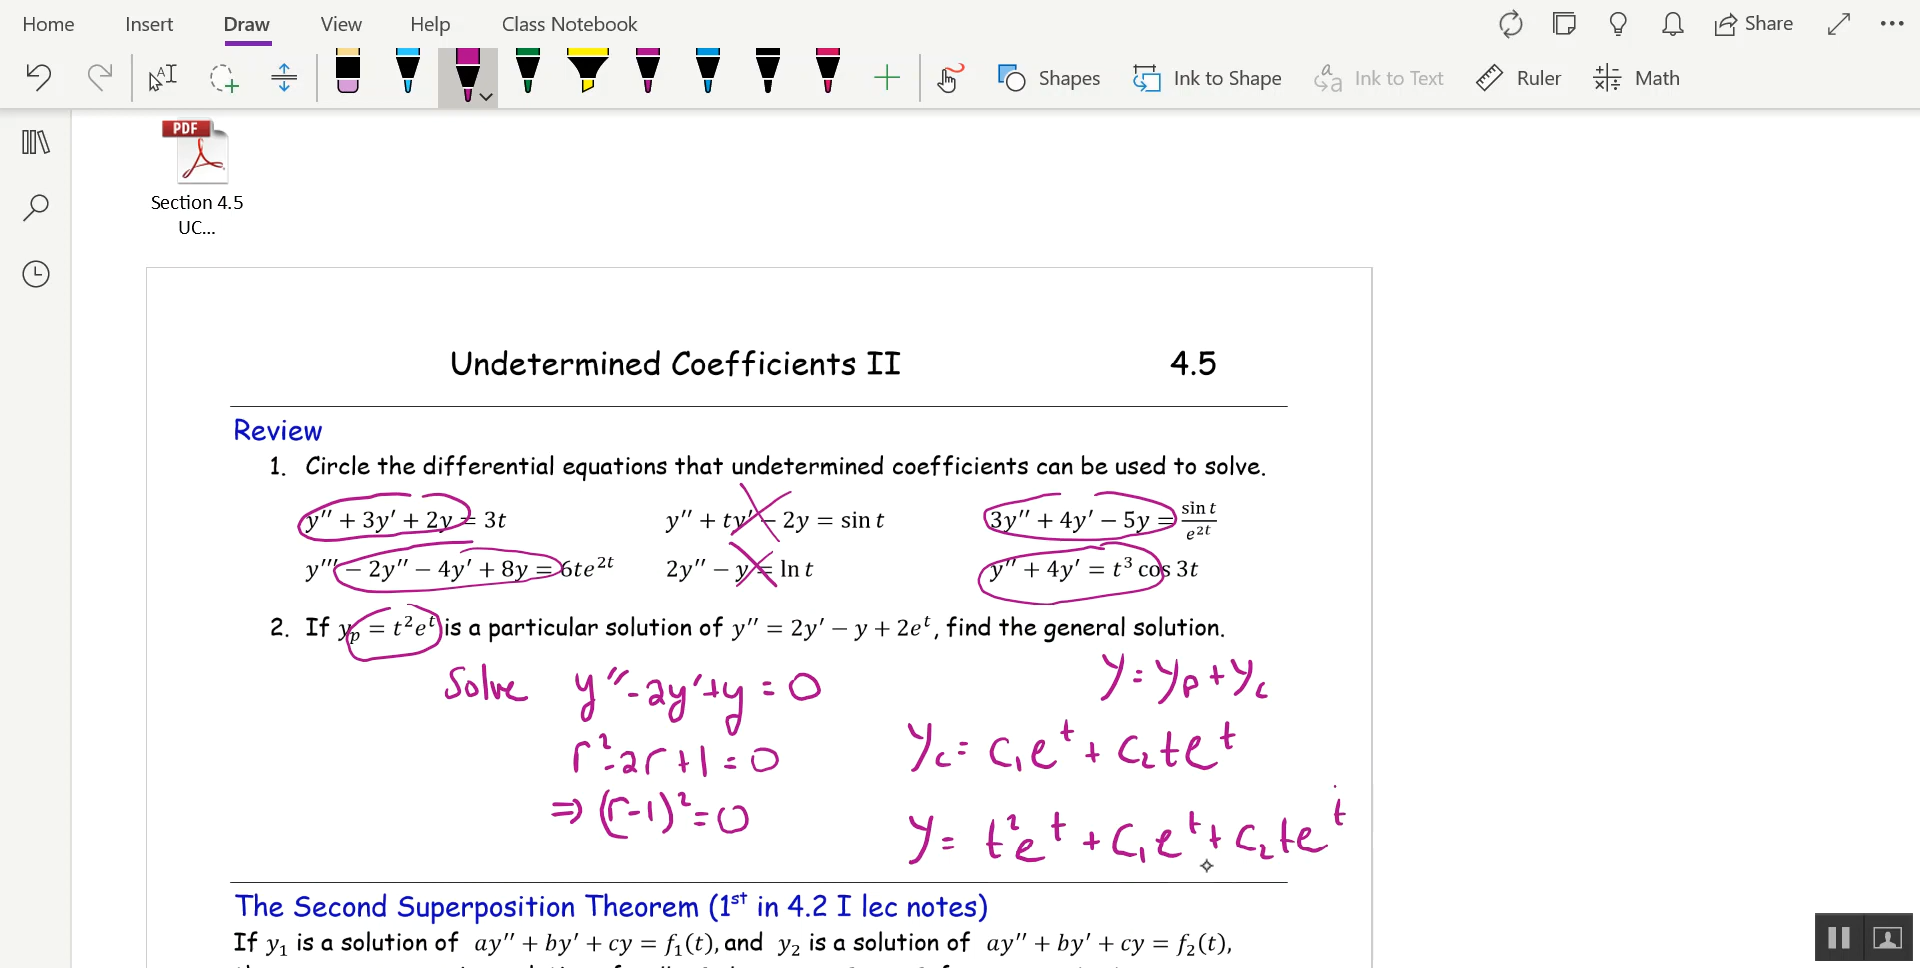 Home Insert Draw View Help Class Notebook Share
Shapes Ink to Shape Ink to Text Ruler Math
PDF
Section 4.5
UC...
Undetermined Coefficients II 4.5
Review
1. Circle the differential equations that undetermined coefficients can be used to solve.
y′′ + 3y′ + 2y = 3t y′′ + ty′ − 2y = sin t 3y′′ + 4y′ − 5y = sin t / e^{2t}
y′′′ − 2y′′ − 4y′ + 8y = 6te^{2t} 2y′′ − y = ln t y′′ + 4y′ = t³ cos 3t
2. If y_p = t²e^t is a particular solution of y′′ = 2y′ − y + 2e^t, find the general solution.
Solve y′′ - 2y′ + y = 0 y = y_p + y_c
r² - 2r + 1 = 0 y_c = c₁e^t + c₂te^t
⇒ (r-1)² = 0 y = t²e^t + c₁e^t + c₂te^t
The Second Superposition Theorem (1st in 4.2 I lec notes)
If y₁ is a solution of ay′′ + by′ + cy = f₁(t), and y₂ is a solution of ay′′ + by′ + cy = f₂(t),